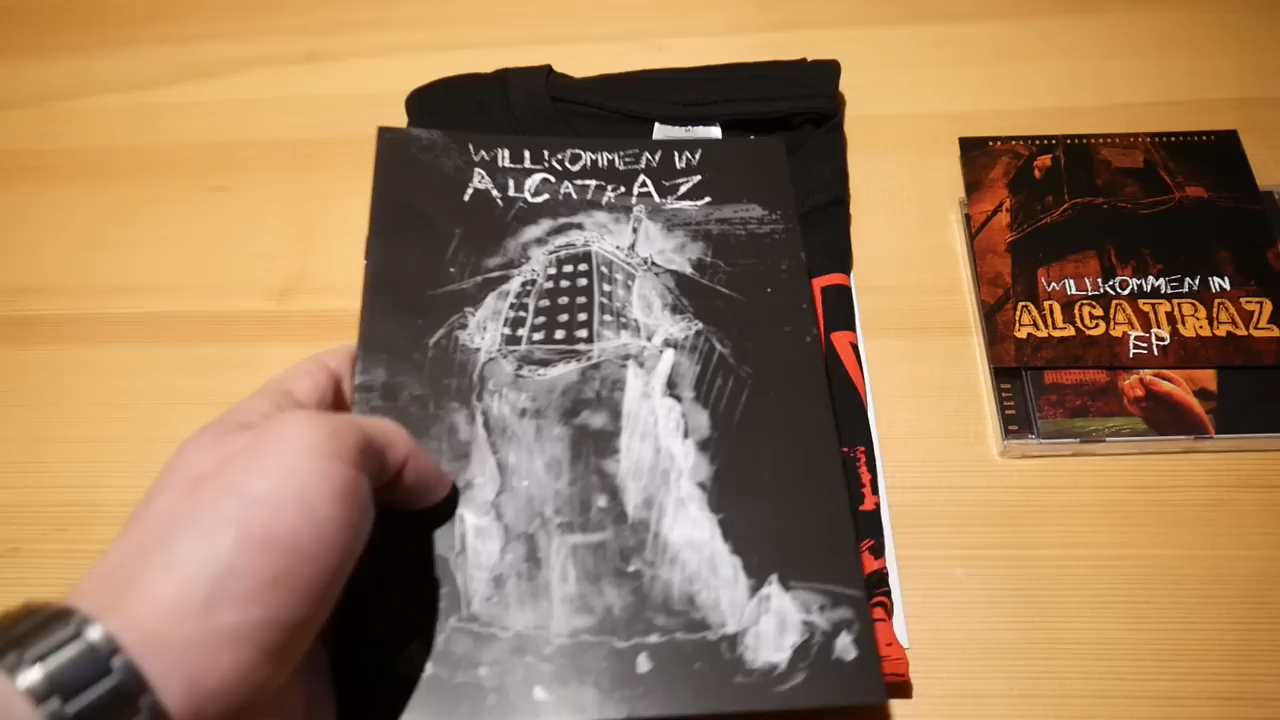 WILLKOMMEN IN
ALCATRAZ
WILLKOMMEN IN
ALCATRAZ
EP